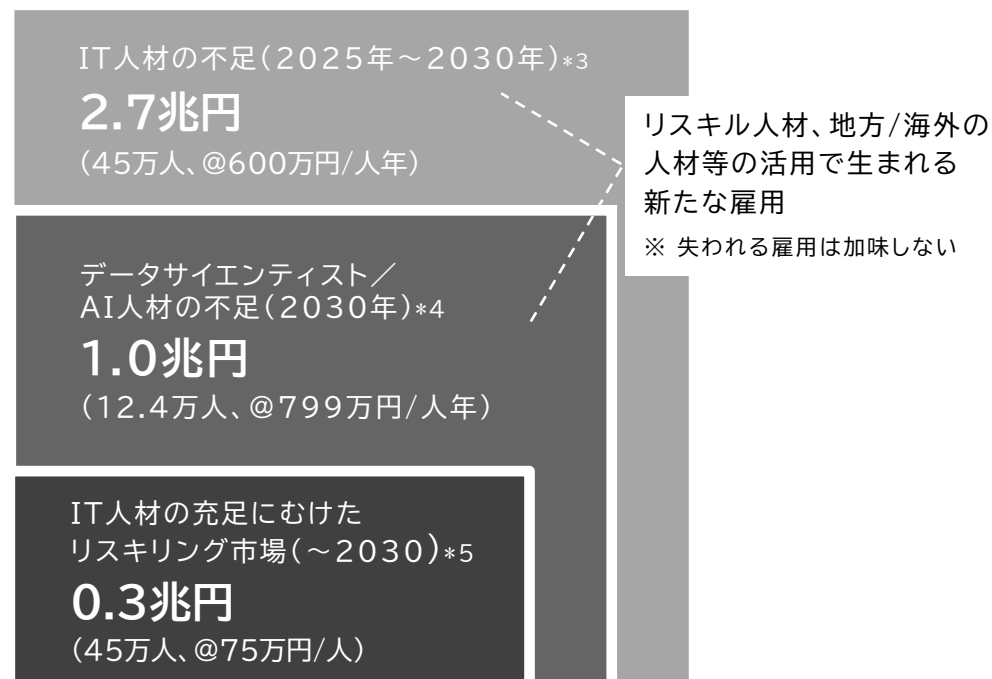 IT人材の不足(2025年～2030年)*3
2.7兆円
(45万人、@600万円/人年)
リスキル人材、地方/海外の
人材等の活用で生まれる
新たな雇用
※ 失われる雇用は加味しない
データサイエンティスト／
AI人材の不足(2030年)*4
1.0兆円
(12.4万人、@799万円/人年)
IT人材の充足にむけた
リスキリング市場(～2030)*5
0.3兆円
(45万人、@75万円/人)